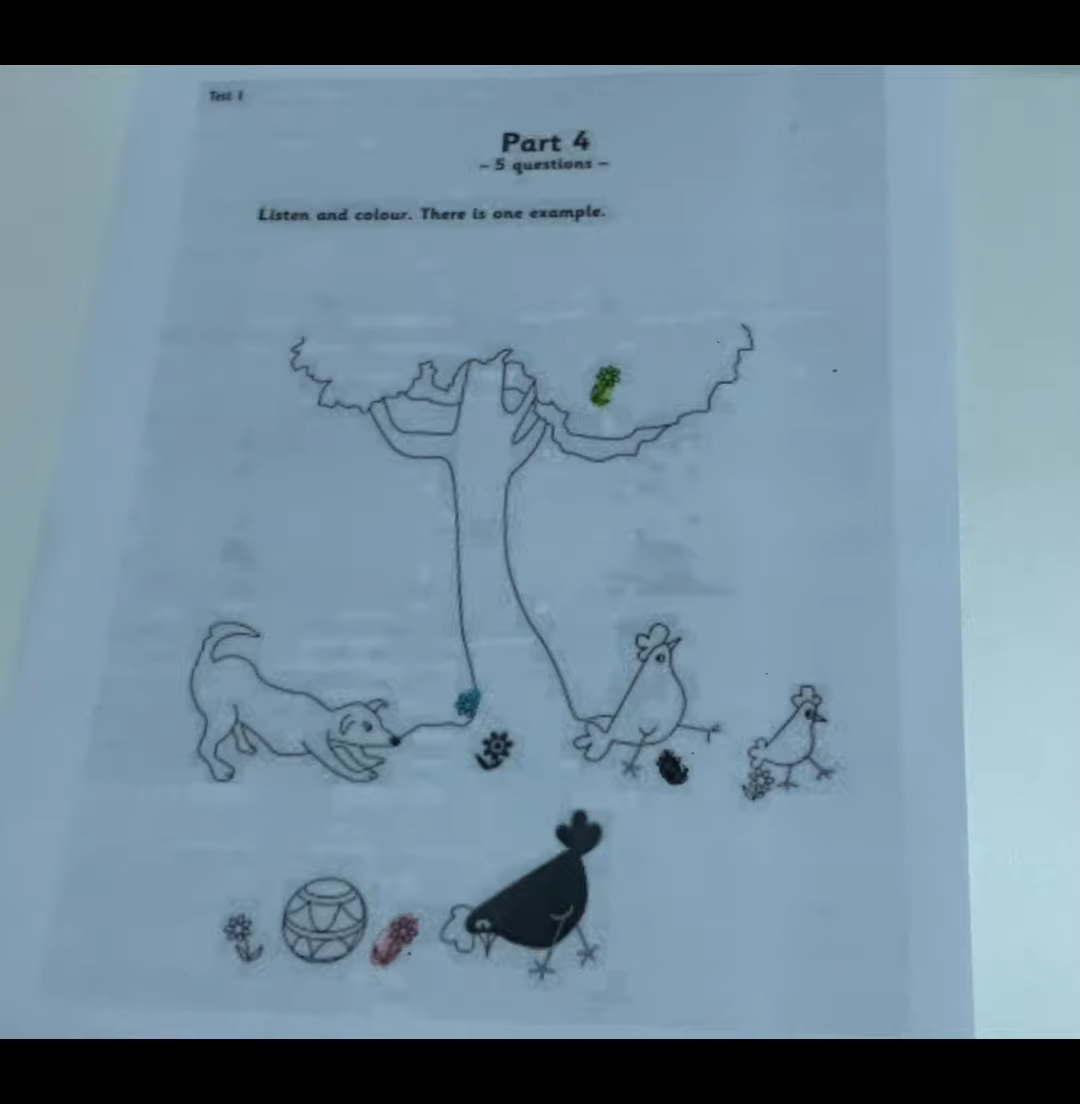 Test 1
Part 4
– 5 questions –
Listen and colour. There is one example.